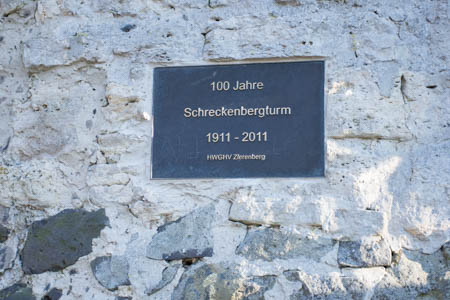 100 Jahre
Schreckenbergturm
1911 - 2011
HWGHV Zierenberg